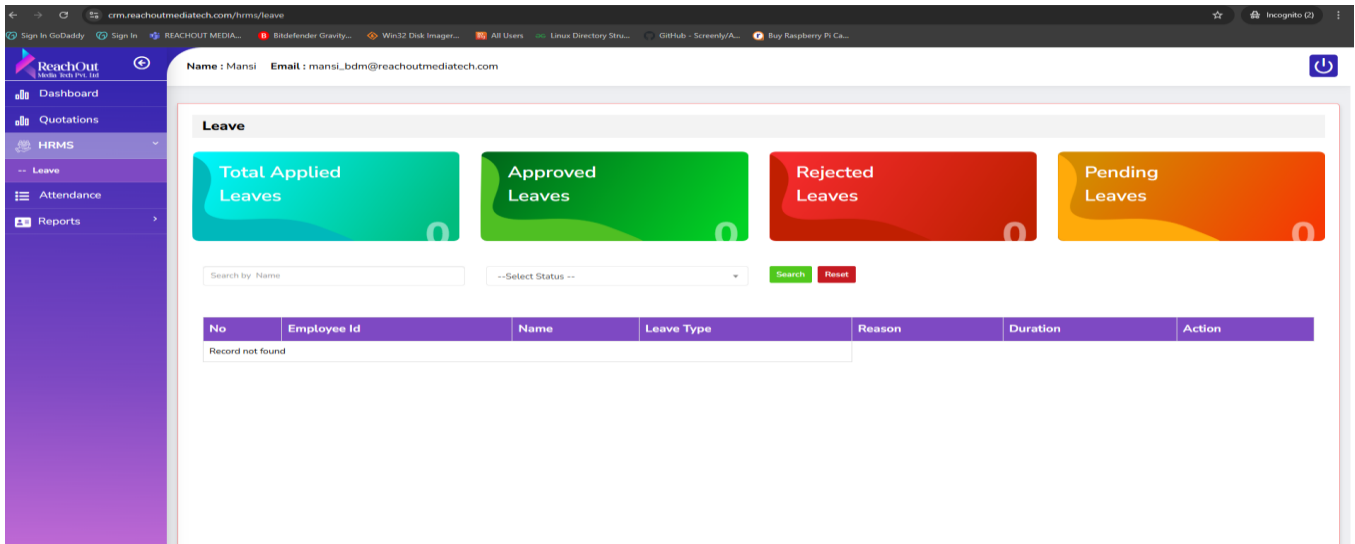 crm.reachoutmediatech.com/hrms/leave
Incognito (2)
Sign In GoDaddy Sign In REACHOUT MEDIA... Bitdefender Gravity... Win32 Disk Imager... All Users Linux Directory Stru... GitHub - Screenly/A... Buy Raspberry Pi Ca...
ReachOut
Media Tech Pvt. Ltd
Name : Mansi Email : mansi_bdm@reachoutmediatech.com
Dashboard
Quotations
HRMS
-- Leave
Attendance
Reports
Leave
Total Applied
Leaves
0
Approved
Leaves
0
Rejected
Leaves
0
Pending
Leaves
0
Search by Name
--Select Status --
Search Reset
No Employee Id Name Leave Type Reason Duration Action
Record not found